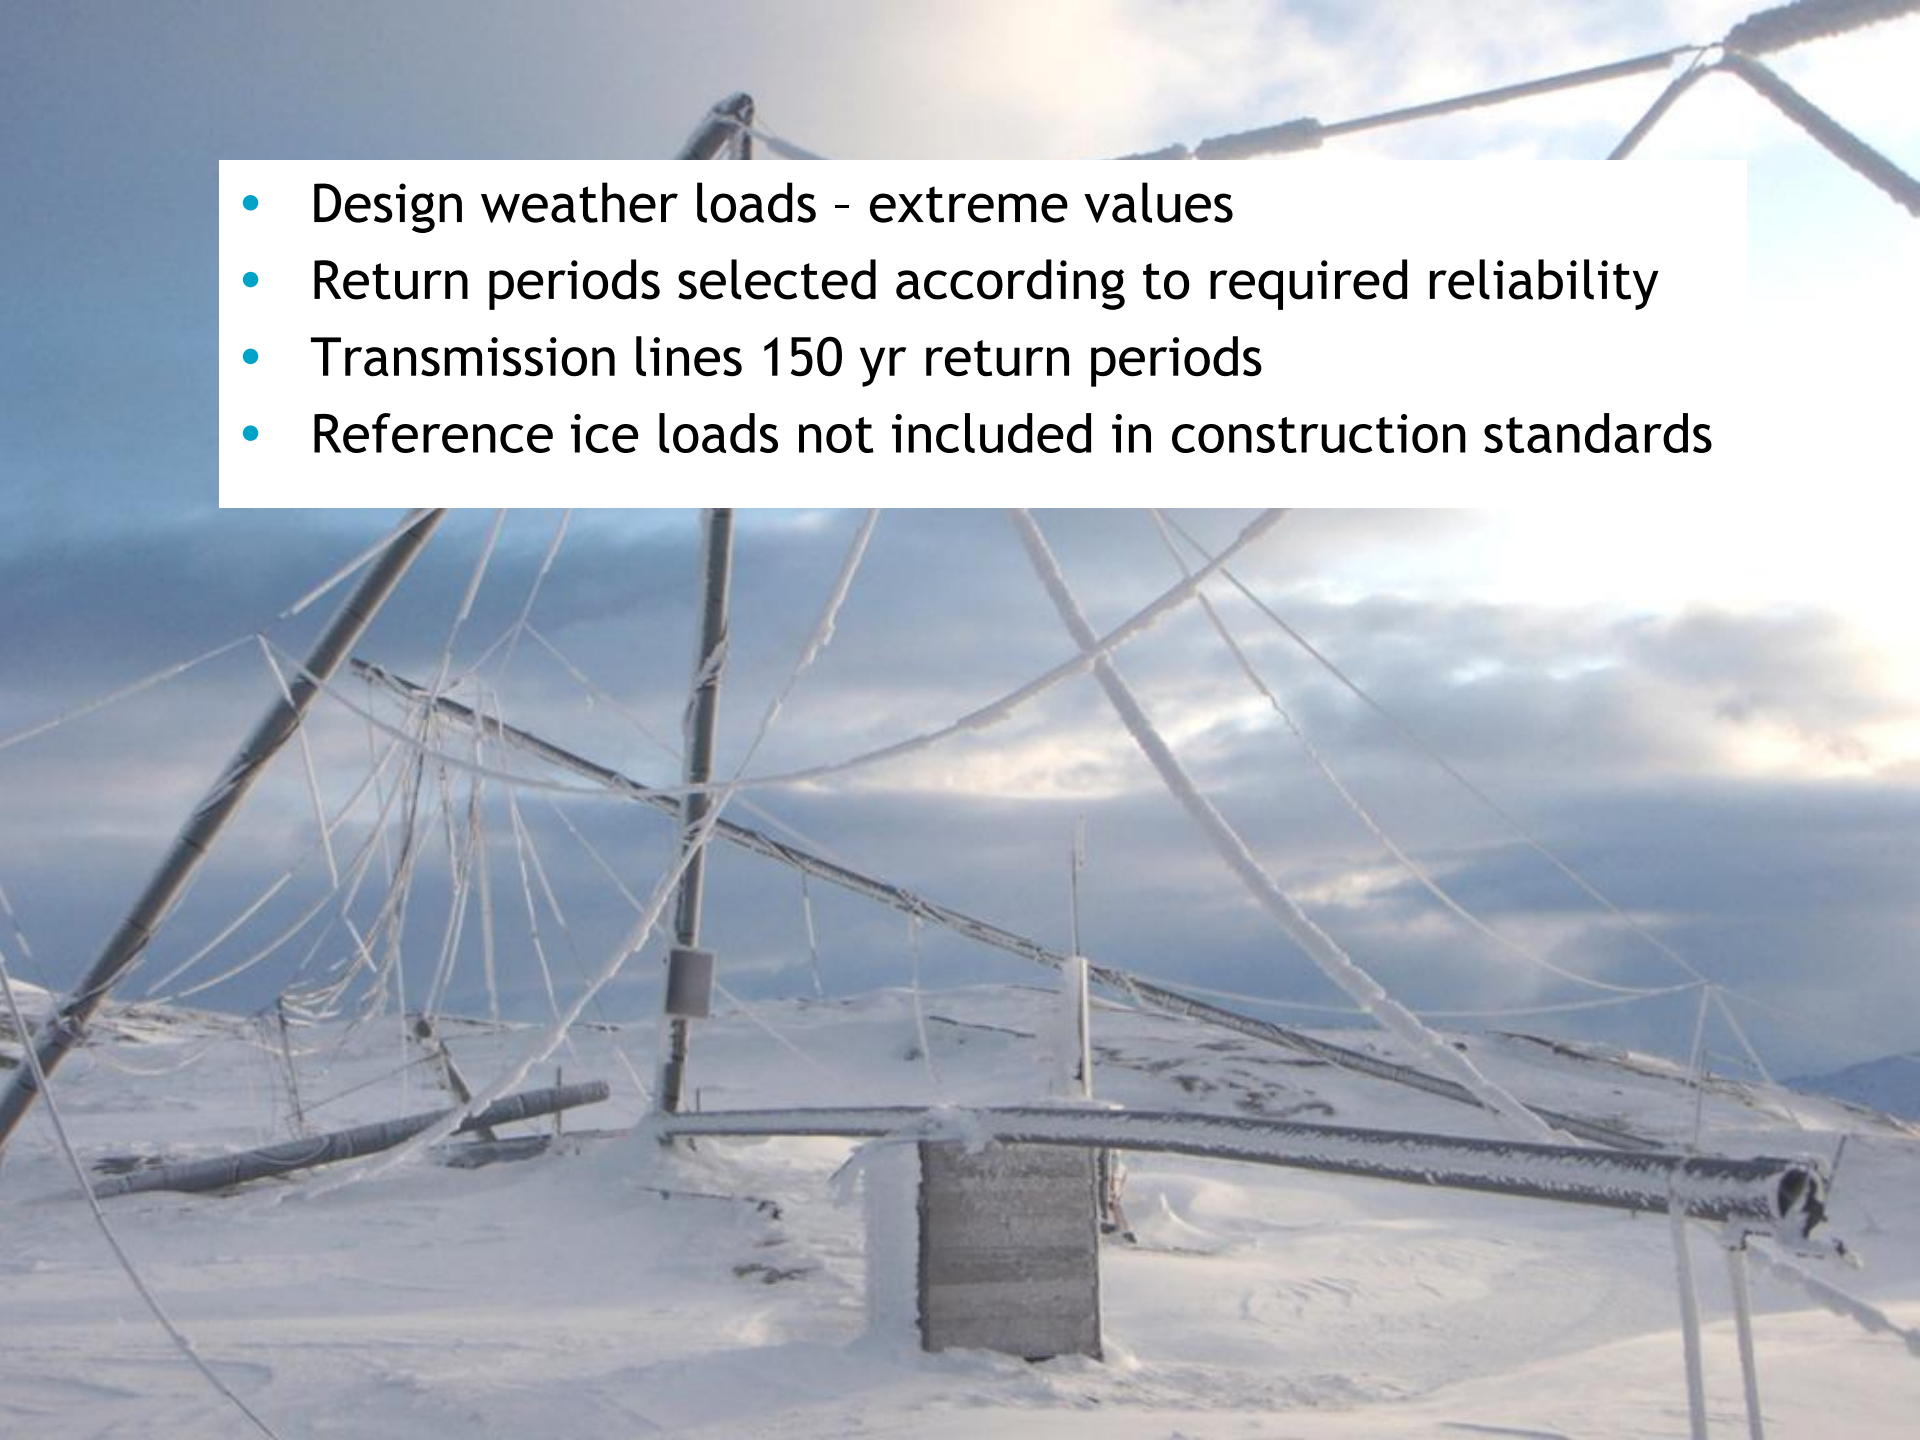 • Design weather loads – extreme values
• Return periods selected according to required reliability
• Transmission lines 150 yr return periods
• Reference ice loads not included in construction standards